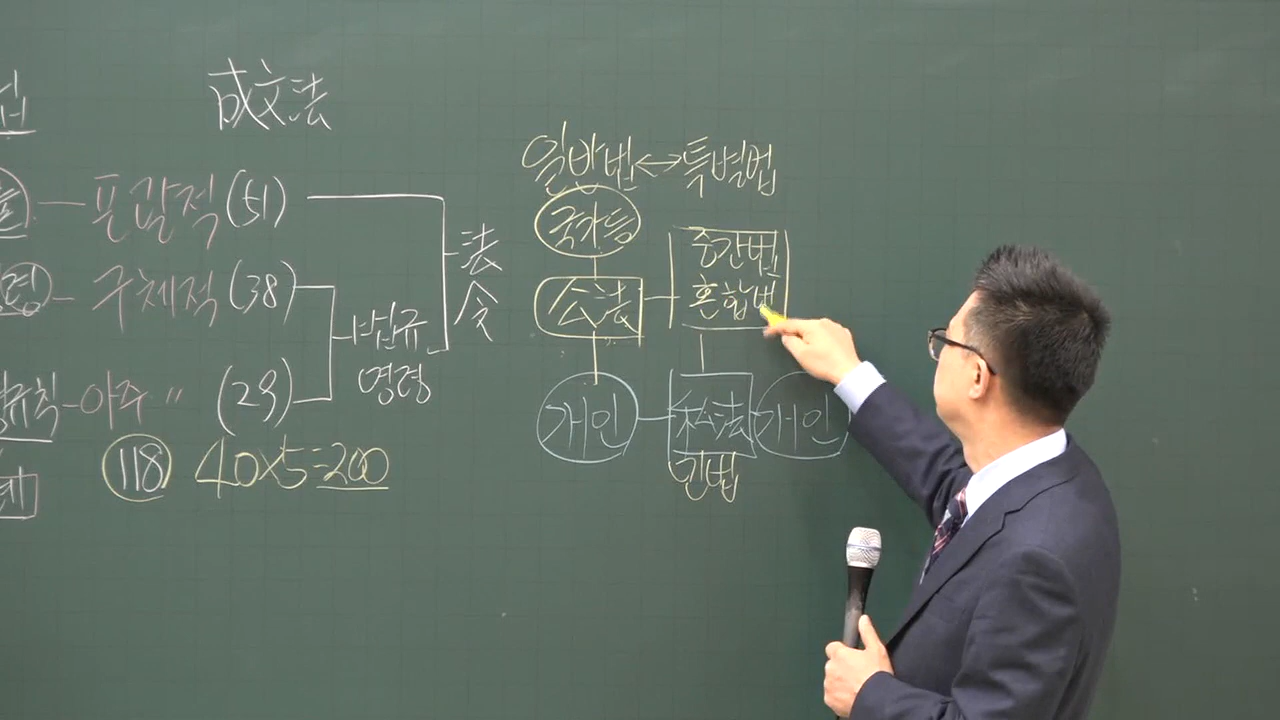 成文法
포괄적 (51)
구체적 (38)
아주 〃 (29)
법규
명령
法
令
118 40×5=200
일반법 ↔ 특별법
국가등
중간법
公法
혼합법
개인
私法
개인
민법